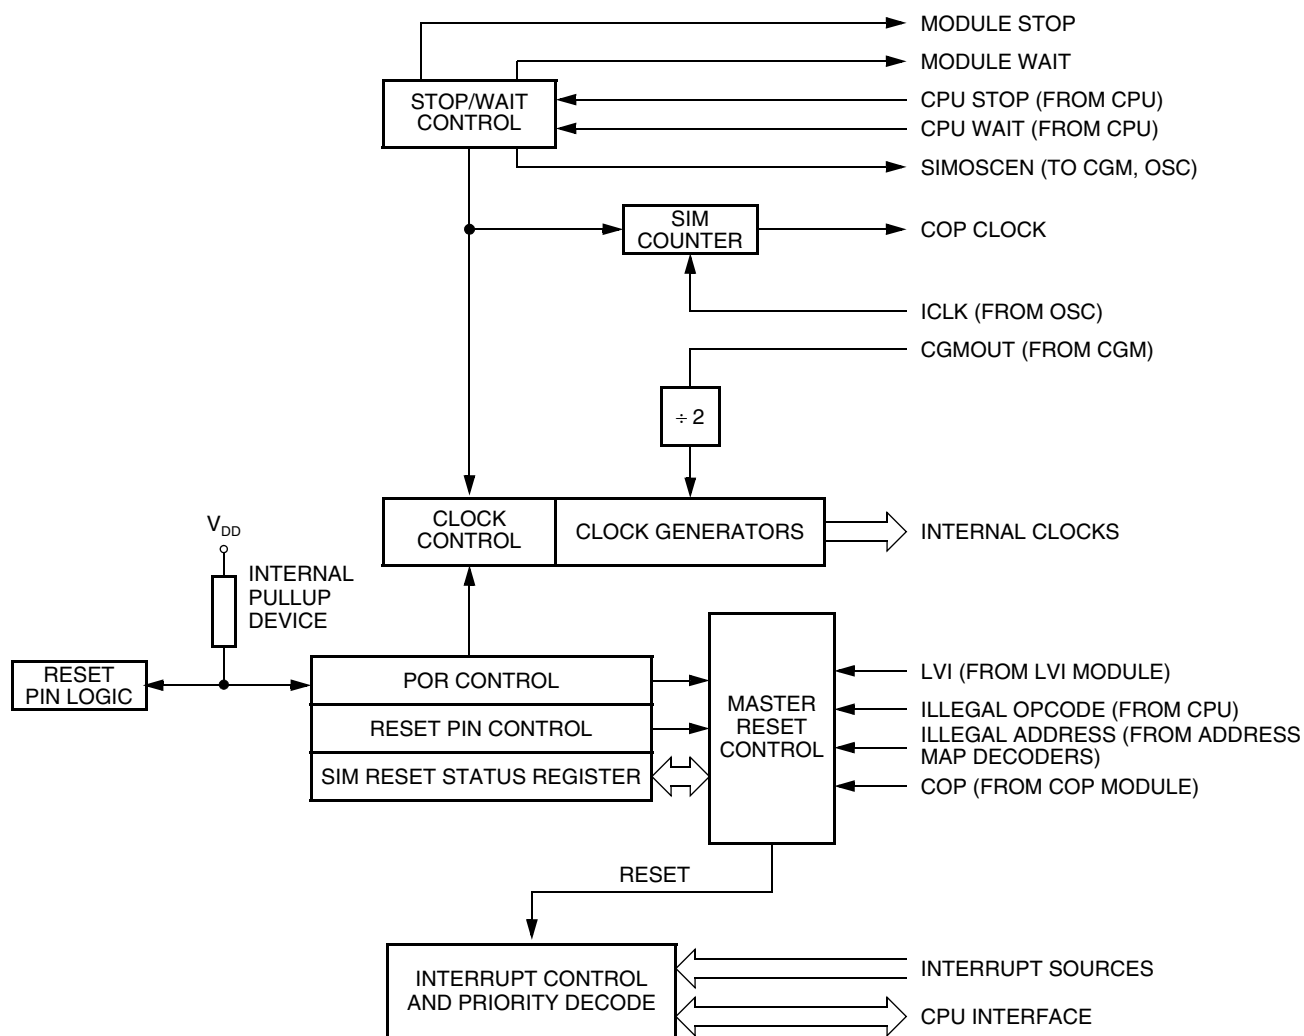 MODULE STOP
MODULE WAIT
STOP/WAIT
CONTROL
CPU STOP (FROM CPU)
CPU WAIT (FROM CPU)
SIMOSCEN (TO CGM, OSC)
SIM
COUNTER
COP CLOCK
ICLK (FROM OSC)
CGMOUT (FROM CGM)
÷ 2
CLOCK
CONTROL
CLOCK GENERATORS
INTERNAL CLOCKS
VDD
INTERNAL
PULLUP
DEVICE
RESET
PIN LOGIC
POR CONTROL
RESET PIN CONTROL
SIM RESET STATUS REGISTER
MASTER
RESET
CONTROL
LVI (FROM LVI MODULE)
ILLEGAL OPCODE (FROM CPU)
ILLEGAL ADDRESS (FROM ADDRESS
MAP DECODERS)
COP (FROM COP MODULE)
RESET
INTERRUPT CONTROL
AND PRIORITY DECODE
INTERRUPT SOURCES
CPU INTERFACE